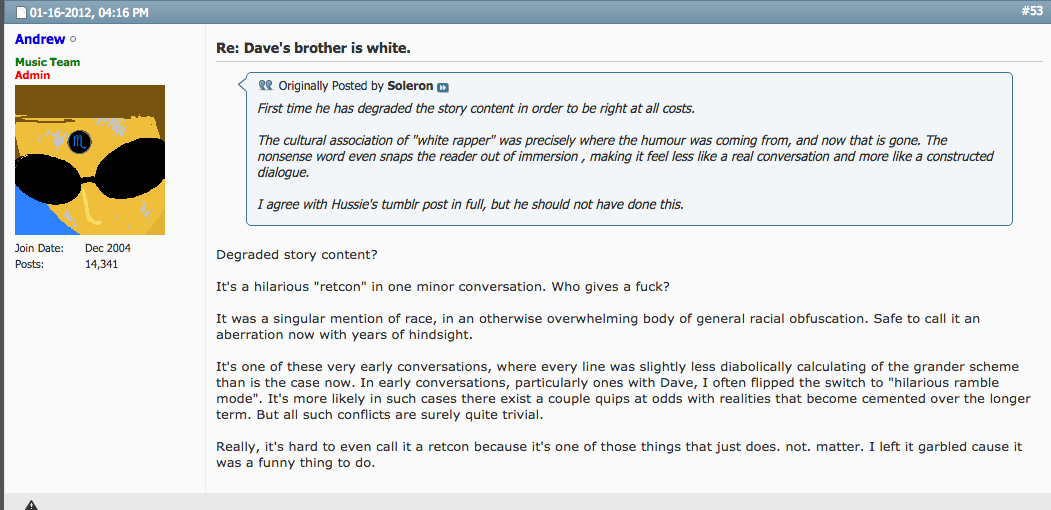 01-16-2012, 04:16 PM #53
Andrew
Music Team
Admin
♏
Join Date: Dec 2004
Posts: 14,341
Re: Dave's brother is white.
Originally Posted by Soleron
First time he has degraded the story content in order to be right at all costs.
The cultural association of "white rapper" was precisely where the humour was coming from, and now that is gone. The
nonsense word even snaps the reader out of immersion , making it feel less like a real conversation and more like a constructed
dialogue.
I agree with Hussie's tumblr post in full, but he should not have done this.
Degraded story content?
It's a hilarious "retcon" in one minor conversation. Who gives a fuck?
It was a singular mention of race, in an otherwise overwhelming body of general racial obfuscation. Safe to call it an
aberration now with years of hindsight.
It's one of these very early conversations, where every line was slightly less diabolically calculating of the grander scheme
than is the case now. In early conversations, particularly ones with Dave, I often flipped the switch to "hilarious ramble
mode". It's more likely in such cases there exist a couple quips at odds with realities that become cemented over the longer
term. But all such conflicts are surely quite trivial.
Really, it's hard to even call it a retcon because it's one of those things that just does. not. matter. I left it garbled cause it
was a funny thing to do.